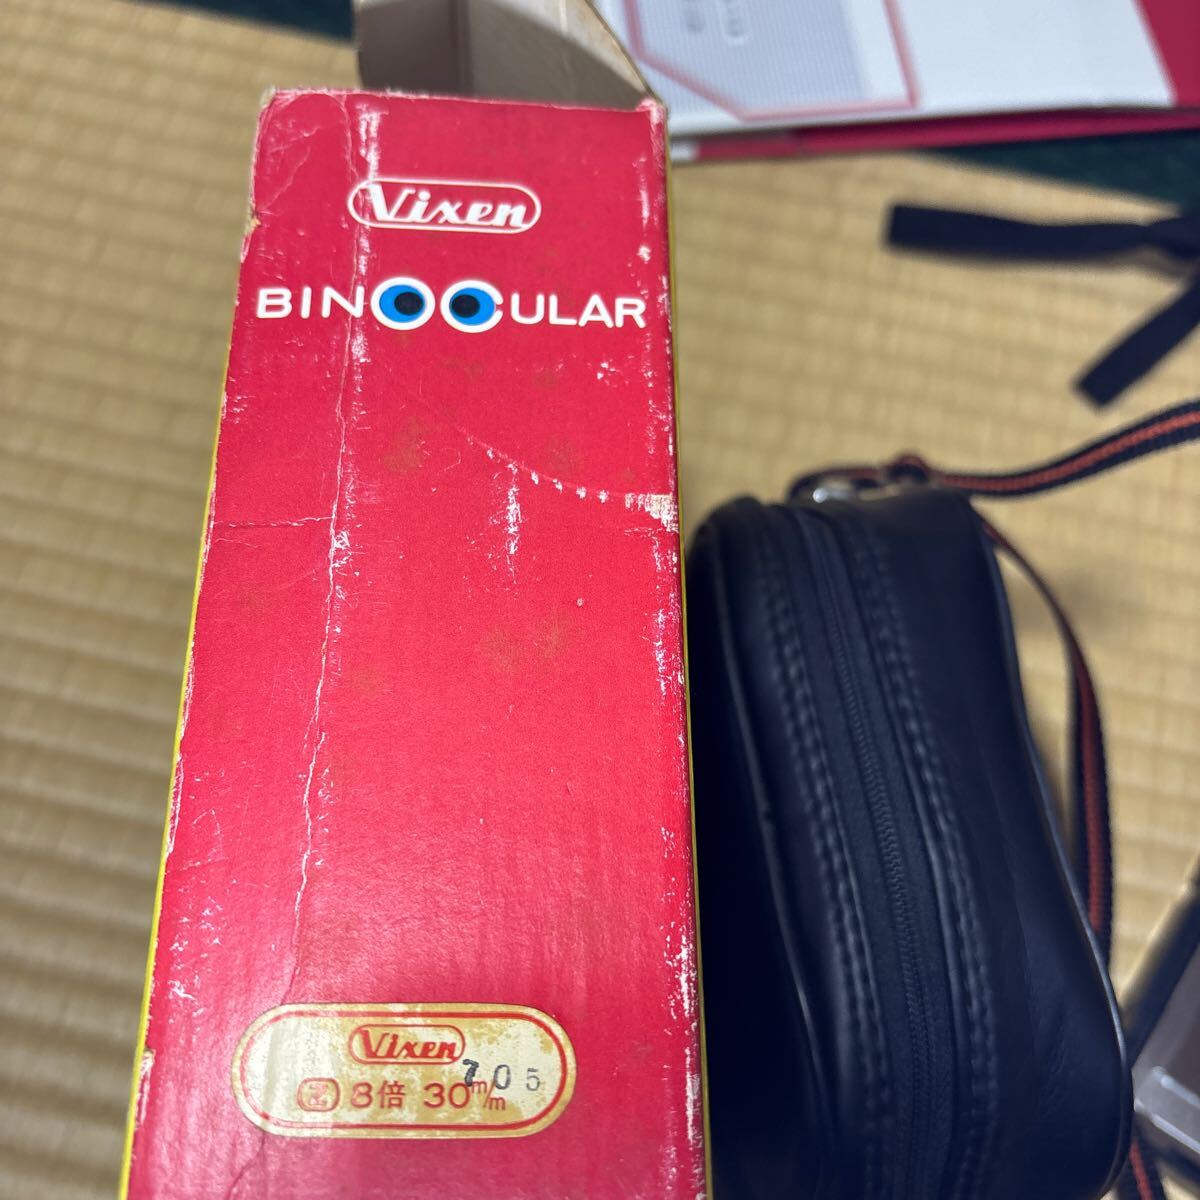 Vixen
BINOCULAR
Vixen
705
Z 8倍 30m/m